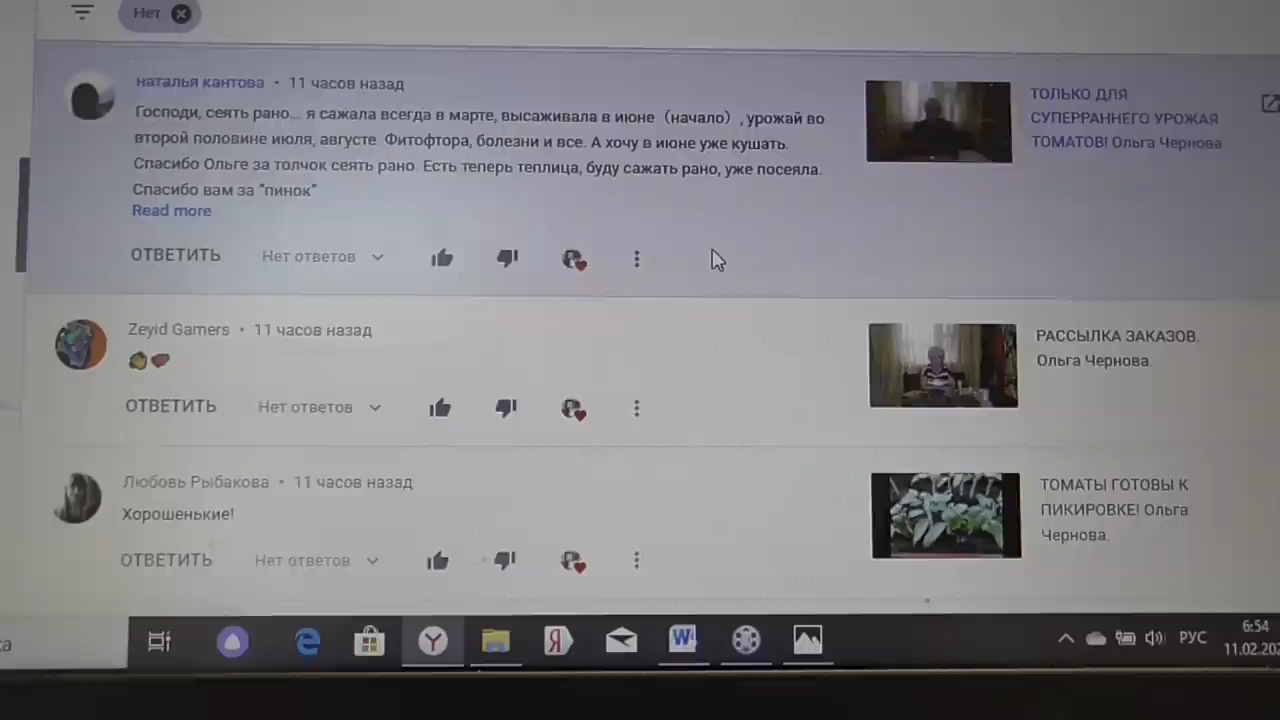 Нет
наталья кантова • 11 часов назад
Господи, сеять рано... я сажала всегда в марте, высаживала в июне (начало) , урожай во
второй половине июля, августе. Фитофтора, болезни и все. А хочу в июне уже кушать.
Спасибо Ольге за толчок сеять рано. Есть теперь теплица, буду сажать рано, уже посеяла.
Спасибо вам за "пинок"
Read more
ОТВЕТИТЬ Нет ответов
ТОЛЬКО ДЛЯ
СУПЕРРАННЕГО УРОЖАЯ
ТОМАТОВ! Ольга Чернова
Zeyid Gamers • 11 часов назад
ОТВЕТИТЬ Нет ответов
РАССЫЛКА ЗАКАЗОВ.
Ольга Чернова.
Любовь Рыбакова • 11 часов назад
Хорошенькие!
ОТВЕТИТЬ Нет ответов
ТОМАТЫ ГОТОВЫ К
ПИКИРОВКЕ! Ольга
Чернова.
РУС
6:54
11.02.202